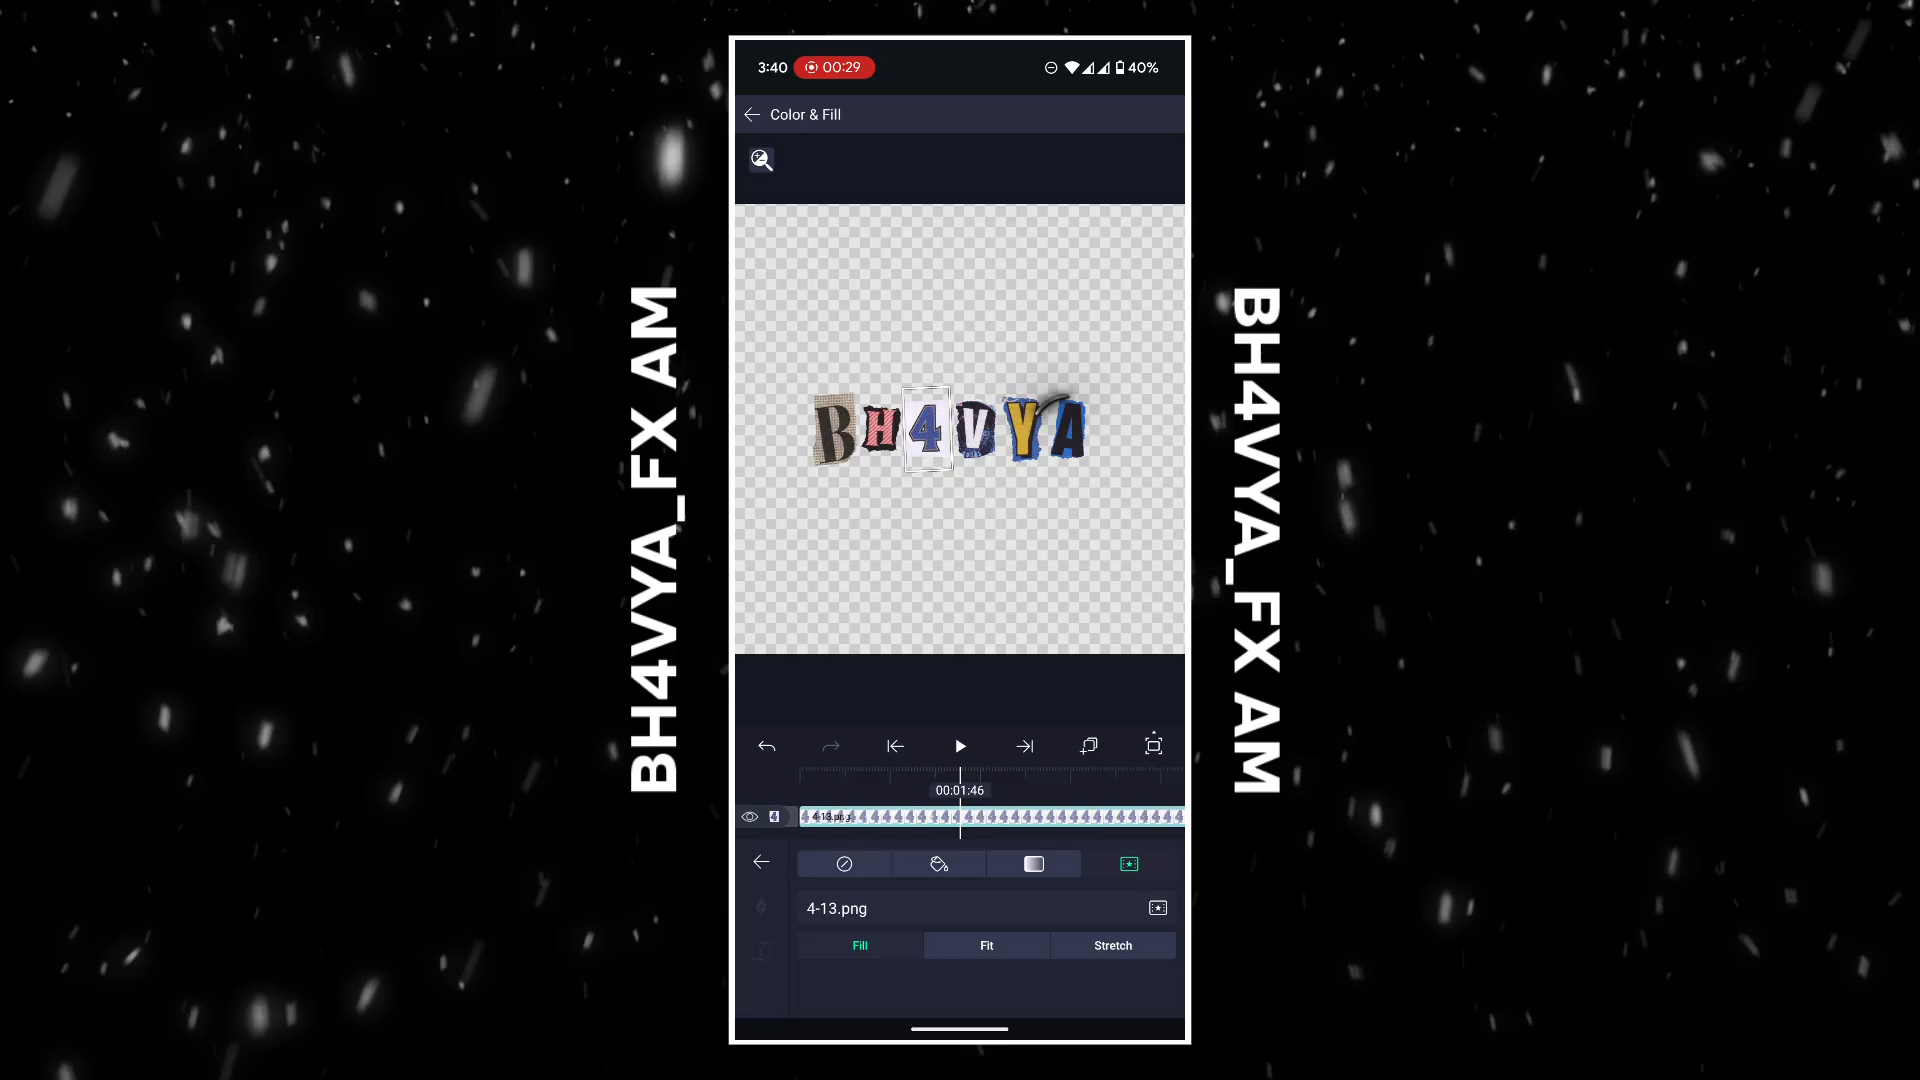 3:40 00:29 40%
Color & Fill
BH4VYA
BH4VYA_FX AM
BH4VYA_FX AM
00:01:46
4-13.png
4-13.png
Fill Fit Stretch